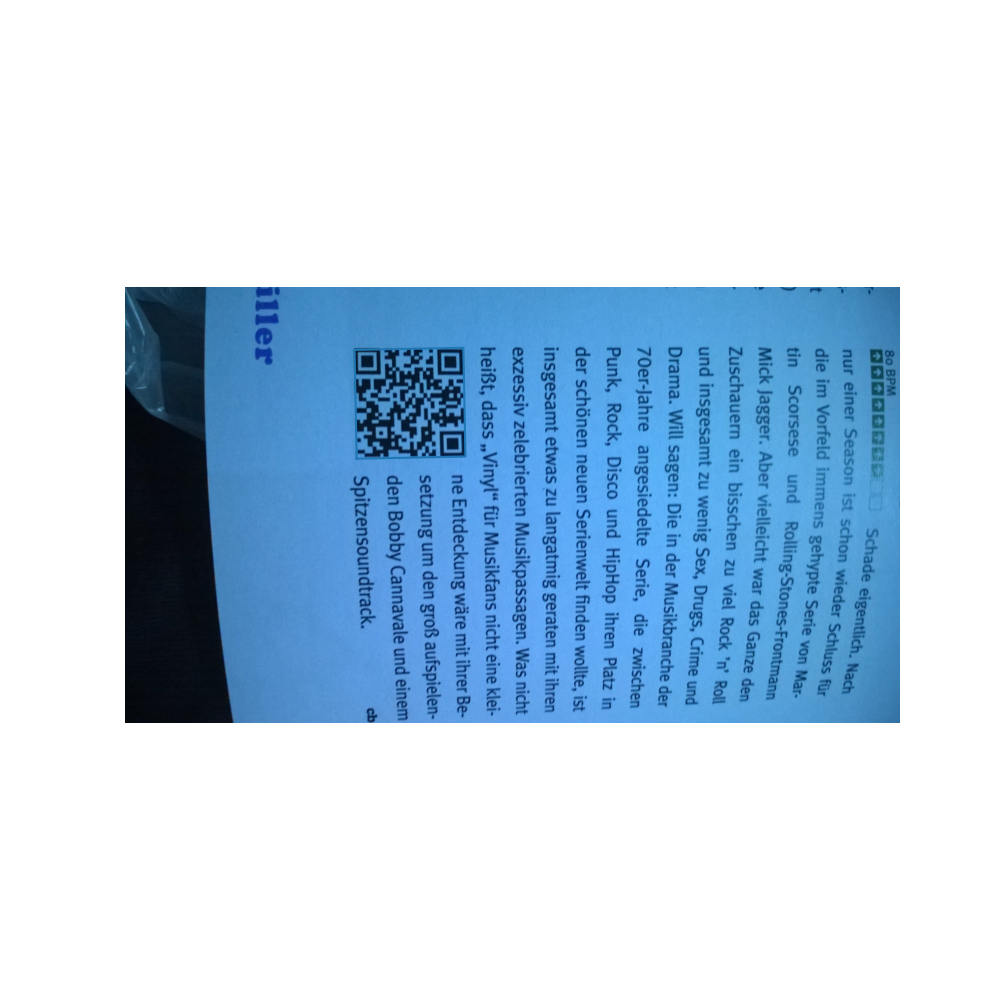 80 BPM
Schade eigentlich. Nach
nur einer Season ist schon wieder Schluss für
die im Vorfeld immens gehypte Serie von Mar-
tin Scorsese und Rolling-Stones-Frontmann
Mick Jagger. Aber vielleicht war das Ganze den
Zuschauern ein bisschen zu viel Rock ’n’ Roll
und insgesamt zu wenig Sex, Drugs, Crime und
Drama. Will sagen: Die in der Musikbranche der
70er-Jahre angesiedelte Serie, die zwischen
Punk, Rock, Disco und HipHop ihren Platz in
der schönen neuen Serienwelt finden wollte, ist
insgesamt etwas zu langatmig geraten mit ihren
exzessiv zelebrierten Musikpassagen. Was nicht
heißt, dass „Vinyl“ für Musikfans nicht eine klei-
ne Entdeckung wäre mit ihrer Be-
setzung um den groß aufspielen-
den Bobby Cannavale und einem
Spitzensoundtrack.
cb
iller